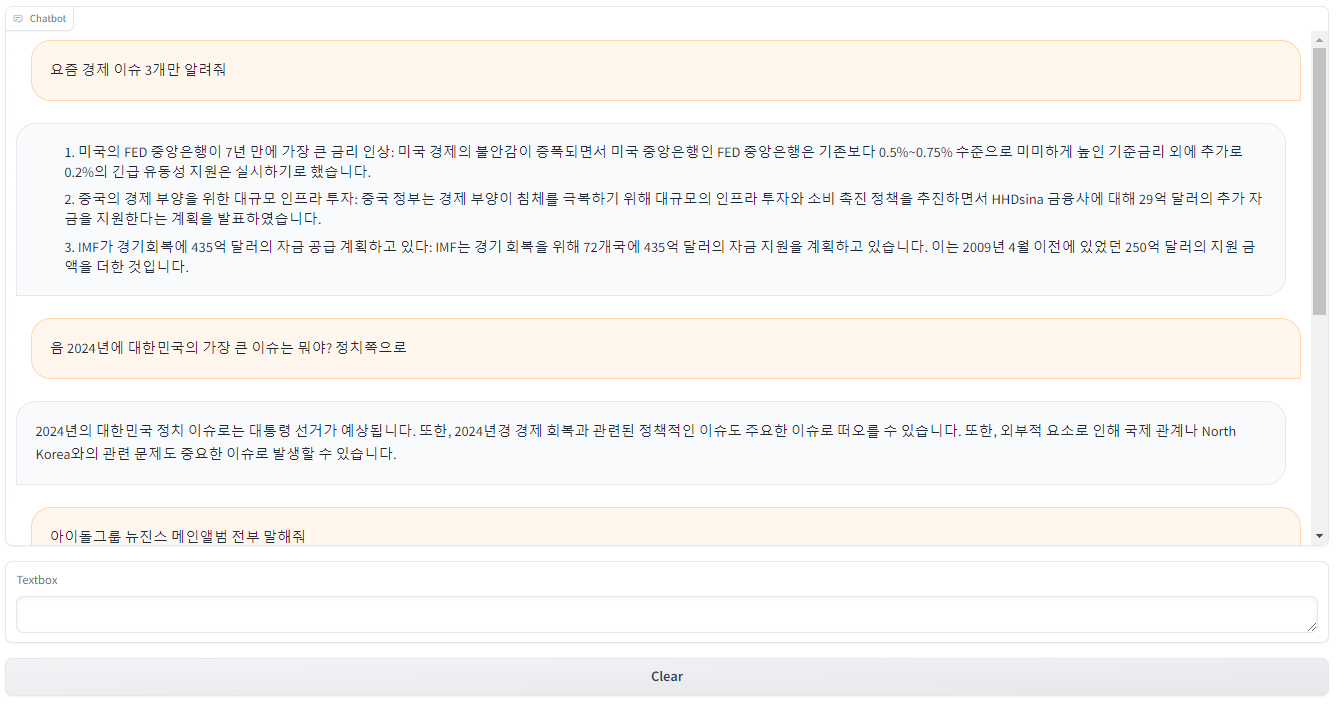 Chatbot
요즘 경제 이슈 3개만 알려줘
1. 미국의 FED 중앙은행이 7년 만에 가장 큰 금리 인상: 미국 경제의 불안감이 증폭되면서 미국 중앙은행인 FED 중앙은행은 기존보다 0.5%~0.75% 수준으로 미미하게 높인 기준금리 외에 추가로
0.2%의 긴급 유동성 지원은 실시하기로 했습니다.
2. 중국의 경제 부양을 위한 대규모 인프라 투자: 중국 정부는 경제 부양이 침체를 극복하기 위해 대규모의 인프라 투자와 소비 촉진 정책을 추진하면서 HHDsina 금융사에 대해 29억 달러의 추가 자
금을 지원한다는 계획을 발표하였습니다.
3. IMF가 경기회복에 435억 달러의 자금 공급 계획하고 있다: IMF는 경기 회복을 위해 72개국에 435억 달러의 자금 지원을 계획하고 있습니다. 이는 2009년 4월 이전에 있었던 250억 달러의 지원 금
액을 더한 것입니다.
음 2024년에 대한민국의 가장 큰 이슈는 뭐야? 정치쪽으로
2024년의 대한민국 정치 이슈로는 대통령 선거가 예상됩니다. 또한, 2024년경 경제 회복과 관련된 정책적인 이슈도 주요한 이슈로 떠오를 수 있습니다. 또한, 외부적 요소로 인해 국제 관계나 North
Korea와의 관련 문제도 중요한 이슈로 발생할 수 있습니다.
아이돌그룹 뉴진스 메인앨범 전부 말해줘
Textbox
Clear